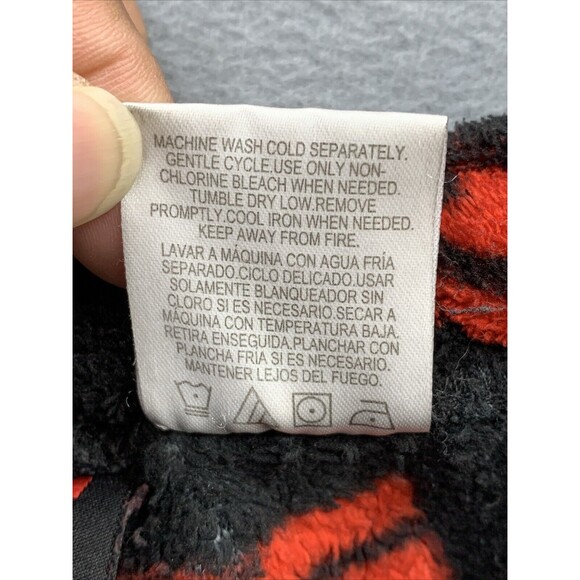 MACHINE WASH COLD SEPARATELY.
GENTLE CYCLE.USE ONLY NON-
CHLORINE BLEACH WHEN NEEDED.
TUMBLE DRY LOW.REMOVE
PROMPTLY.COOL IRON WHEN NEEDED.
KEEP AWAY FROM FIRE.
LAVAR A MÁQUINA CON AGUA FRÍA
SEPARADO.CICLO DELICADO.USAR
SOLAMENTE BLANQUEADOR SIN
CLORO SI ES NECESARIO.SECAR A
MÁQUINA CON TEMPERATURA BAJA.
RETIRA ENSEGUIDA.PLANCHAR CON
PLANCHA FRÍA SI ES NECESARIO.
MANTENER LEJOS DEL FUEGO.